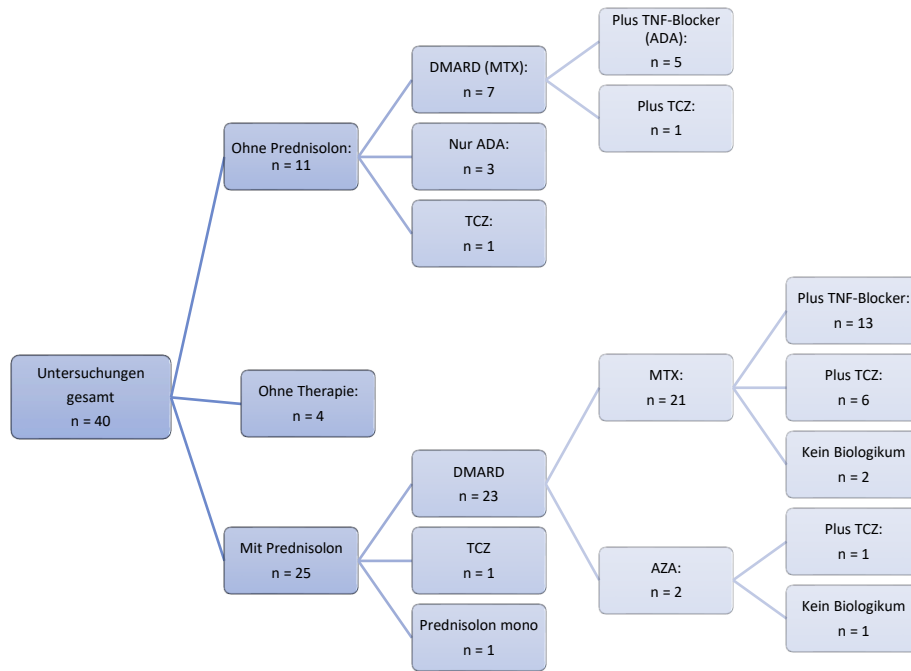 Untersuchungen
gesamt
n = 40
Ohne Prednisolon:
n = 11
DMARD (MTX):
n = 7
Plus TNF-Blocker
(ADA):
n = 5
Plus TCZ:
n = 1
Nur ADA:
n = 3
TCZ:
n = 1
Ohne Therapie:
n = 4
Mit Prednisolon
n = 25
DMARD
n = 23
MTX:
n = 21
Plus TNF-Blocker:
n = 13
Plus TCZ:
n = 6
Kein Biologikum
n = 2
AZA:
n = 2
Plus TCZ:
n = 1
Kein Biologikum
n = 1
TCZ
n = 1
Prednisolon mono
n = 1